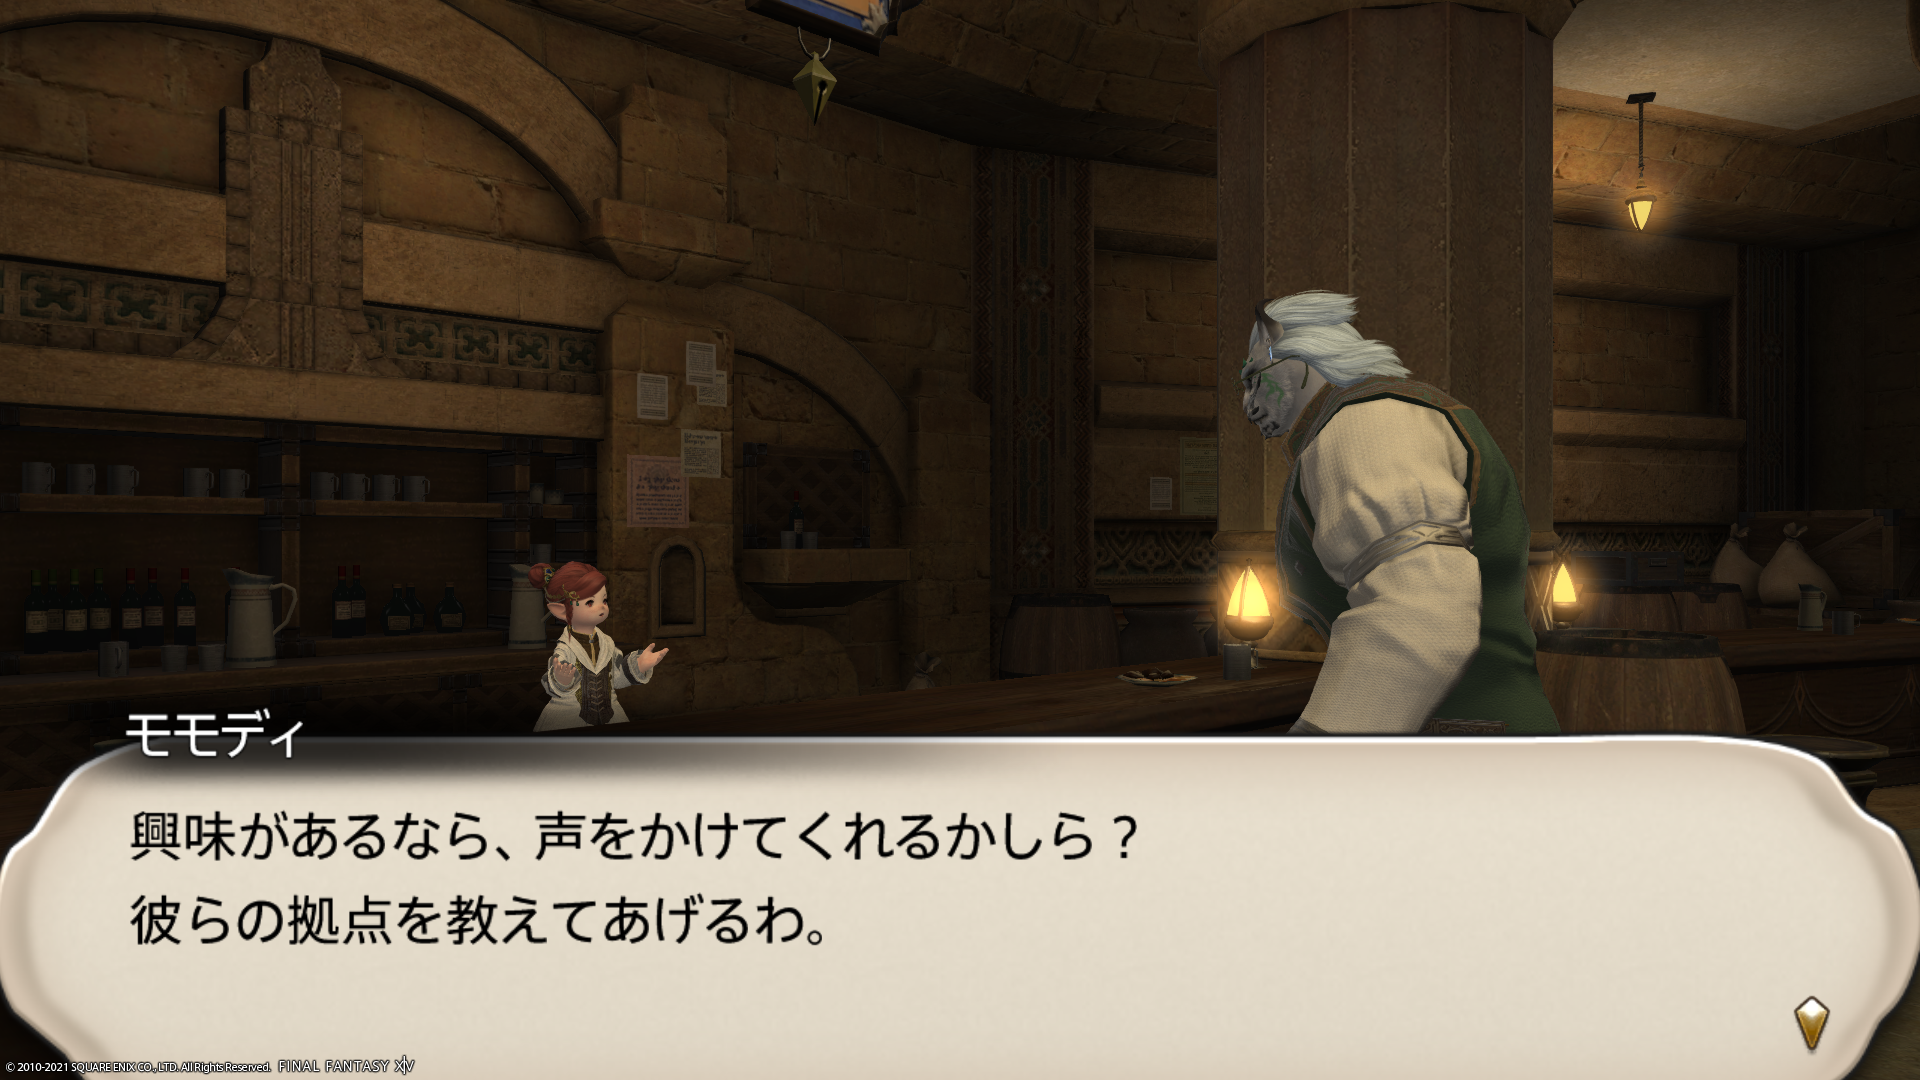 モモディ
興味があるなら、声をかけてくれるかしら？
彼らの拠点を教えてあげるわ。
© 2010-2021 SQUARE ENIX CO., LTD. All Rights Reserved. FINAL FANTASY XIV